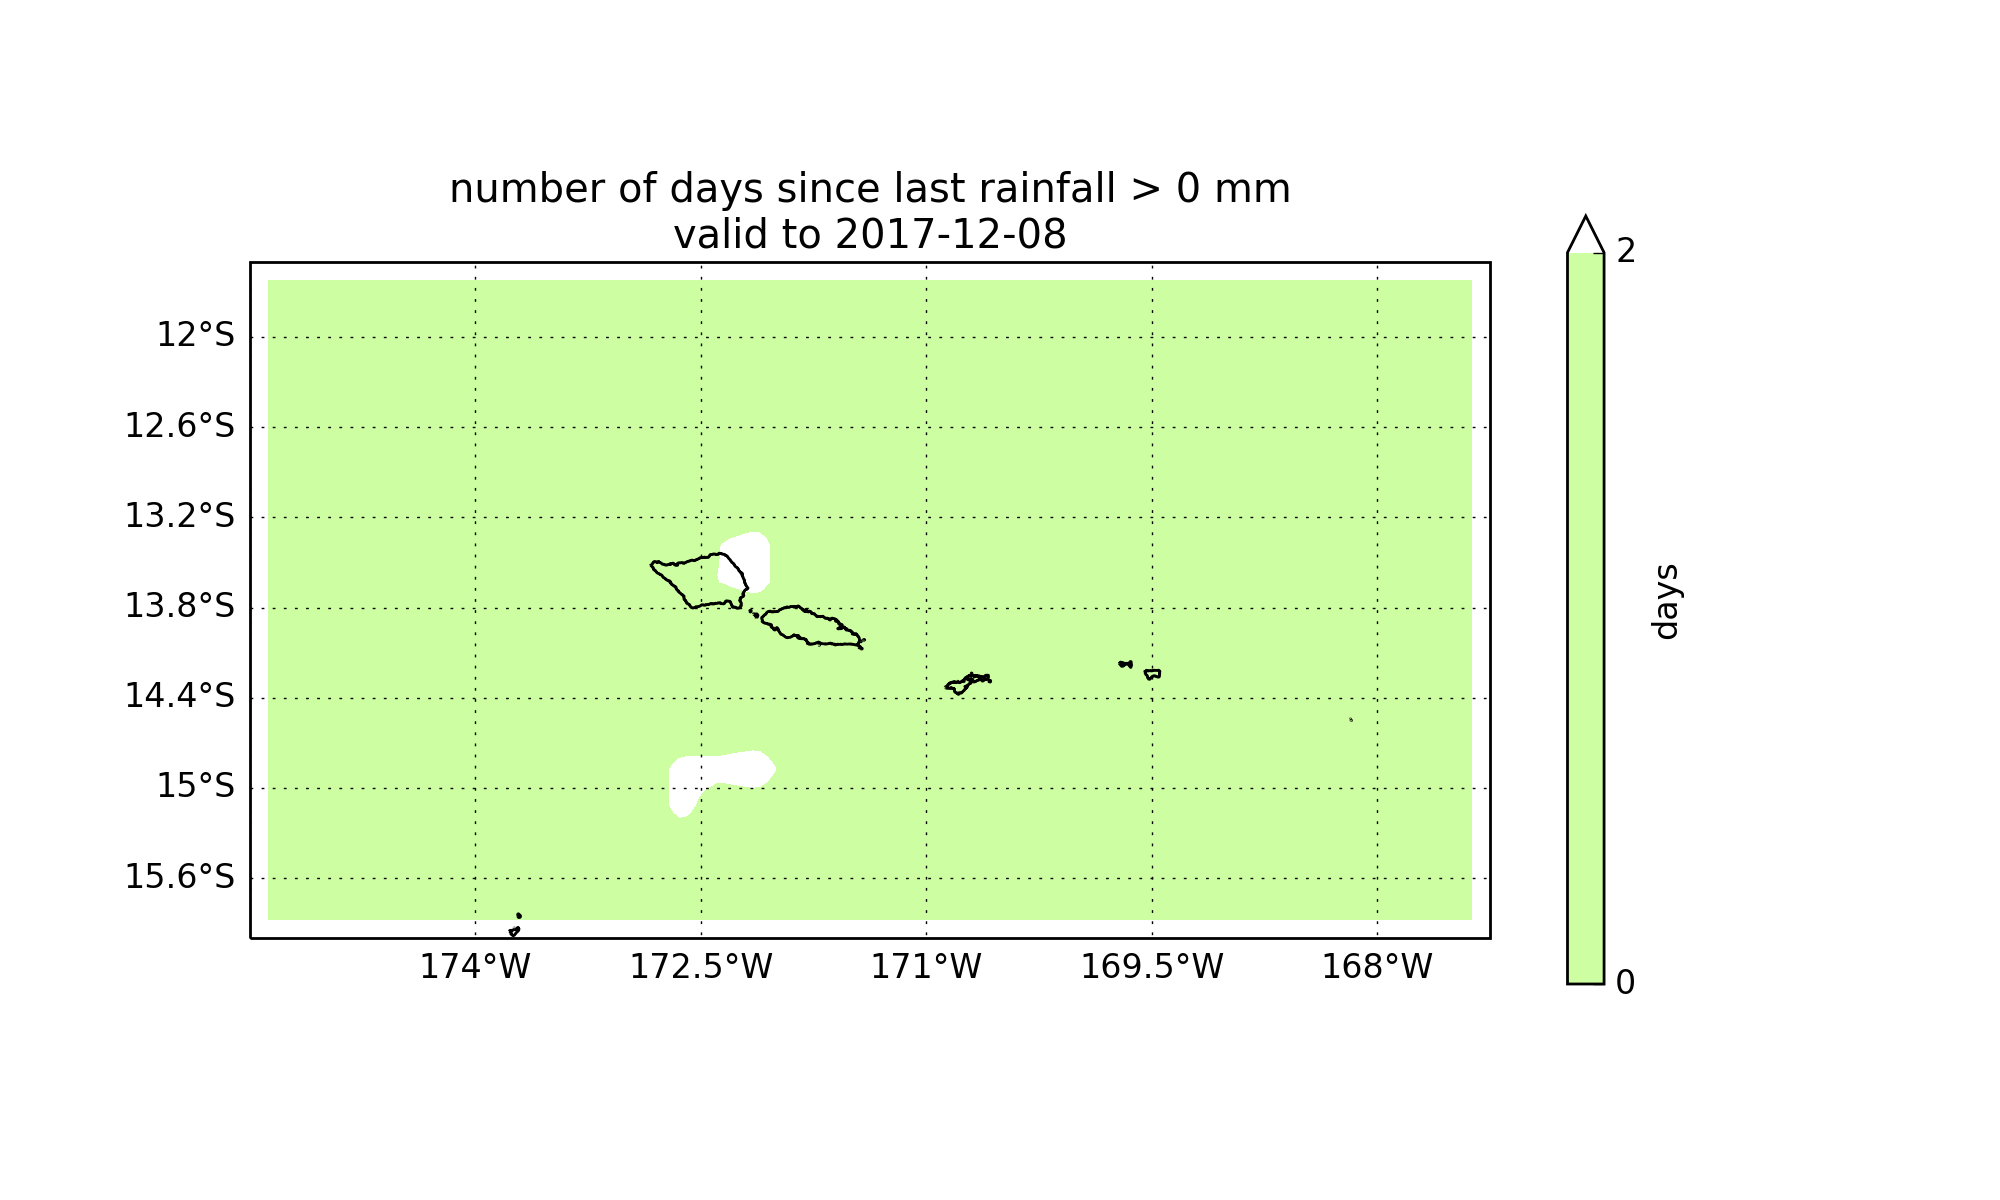 number of days since last rainfall > 0 mm
valid to 2017-12-08
12°S
12.6°S
13.2°S
13.8°S
14.4°S
15°S
15.6°S
174°W 172.5°W 171°W 169.5°W 168°W
2
0
days